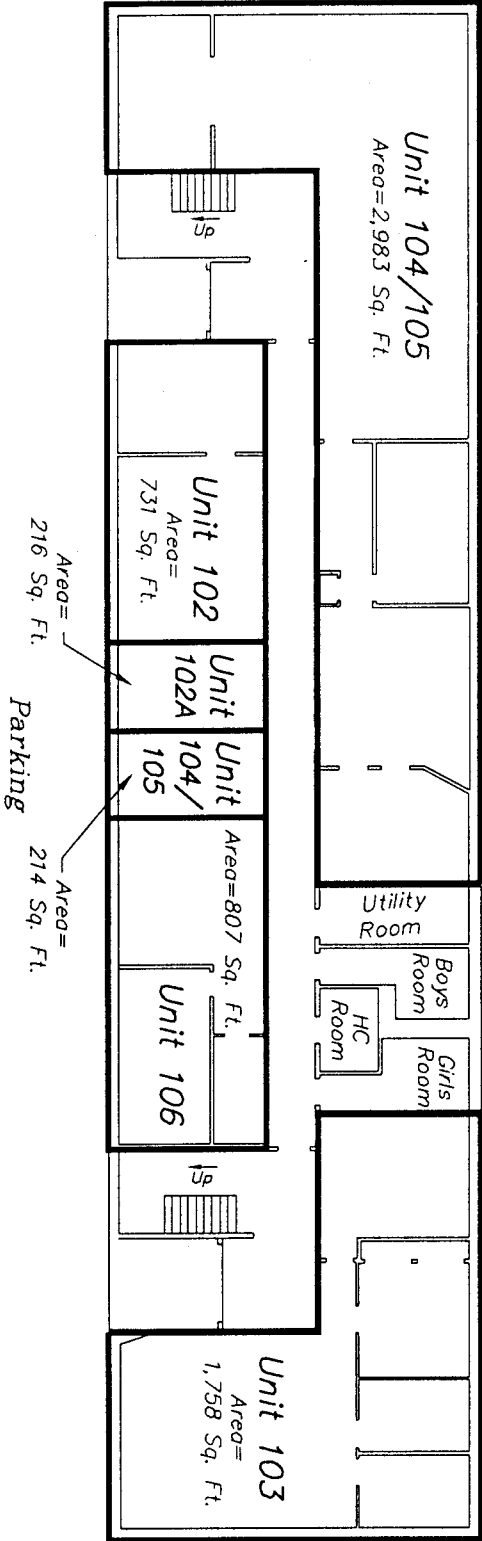 Unit 104/105
Area=2,983 Sq. Ft.
Up
Unit 102
Area=
731 Sq. Ft.
Unit
102A
Area=
216 Sq. Ft.
Unit
104/
105
Area=
214 Sq. Ft.
Area=807 Sq. Ft.
Unit 106
Utility
Room
Boys
Room
HC
Room
Girls
Room
Up
Unit 103
Area=
1,758 Sq. Ft.
Parking